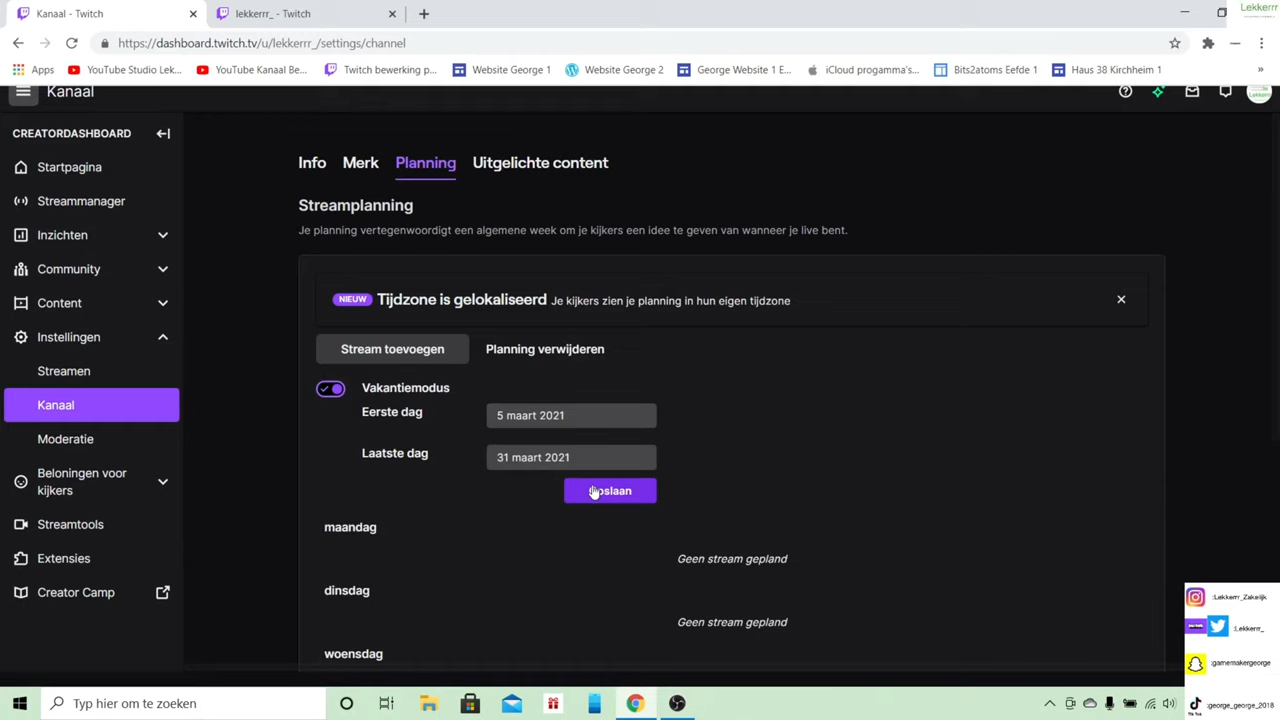 Kanaal - Twitch
lekkerrr_ - Twitch
Lekkerr
https://dashboard.twitch.tv/u/lekkerrr_/settings/channel
Apps
YouTube Studio Lek...
YouTube Kanaal Be...
Twitch bewerking p...
Website George 1
Website George 2
George Website 1 E...
iCloud progamma's...
Bits2atoms Eefde 1
Haus 38 Kirchheim 1
»
Kanaal
CREATORDASHBOARD
Startpagina
Streammanager
Inzichten
Community
Content
Instellingen
Streamen
Kanaal
Moderatie
Beloningen voor
kijkers
Streamtools
Extensies
Creator Camp
Info Merk Planning Uitgelichte content
Streamplanning
Je planning vertegenwoordigt een algemene week om je kijkers een idee te geven van wanneer je live bent.
NIEUW Tijdzone is gelokaliseerd Je kijkers zien je planning in hun eigen tijdzone
Stream toevoegen Planning verwijderen
Vakantiemodus
Eerste dag 5 maart 2021
Laatste dag 31 maart 2021
maandag
Geen stream gepland
dinsdag
Geen stream gepland
woensdag
:Lekkerrr_Zakelijk
:Lekkerr_
:gamemakergeorge
:george_george_2018
Typ hier om te zoeken